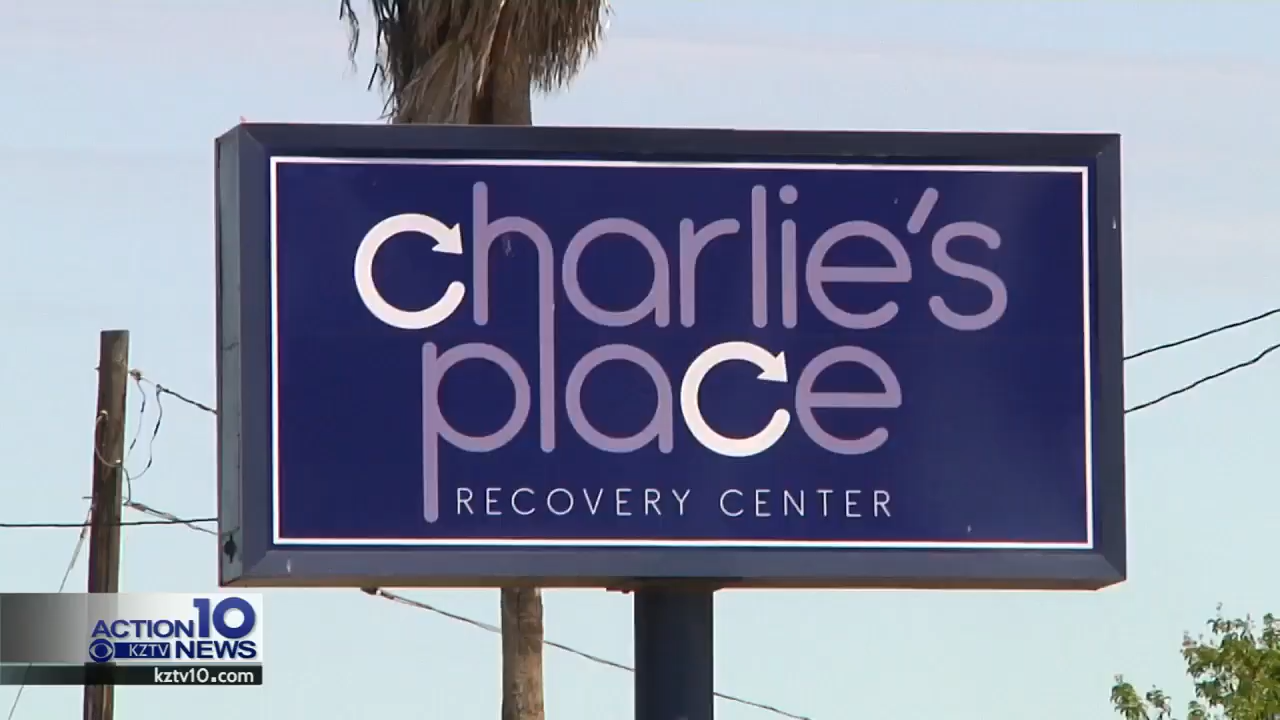 charlie's
place
RECOVERY CENTER
ACTION 10
KZTV NEWS
kztv10.com